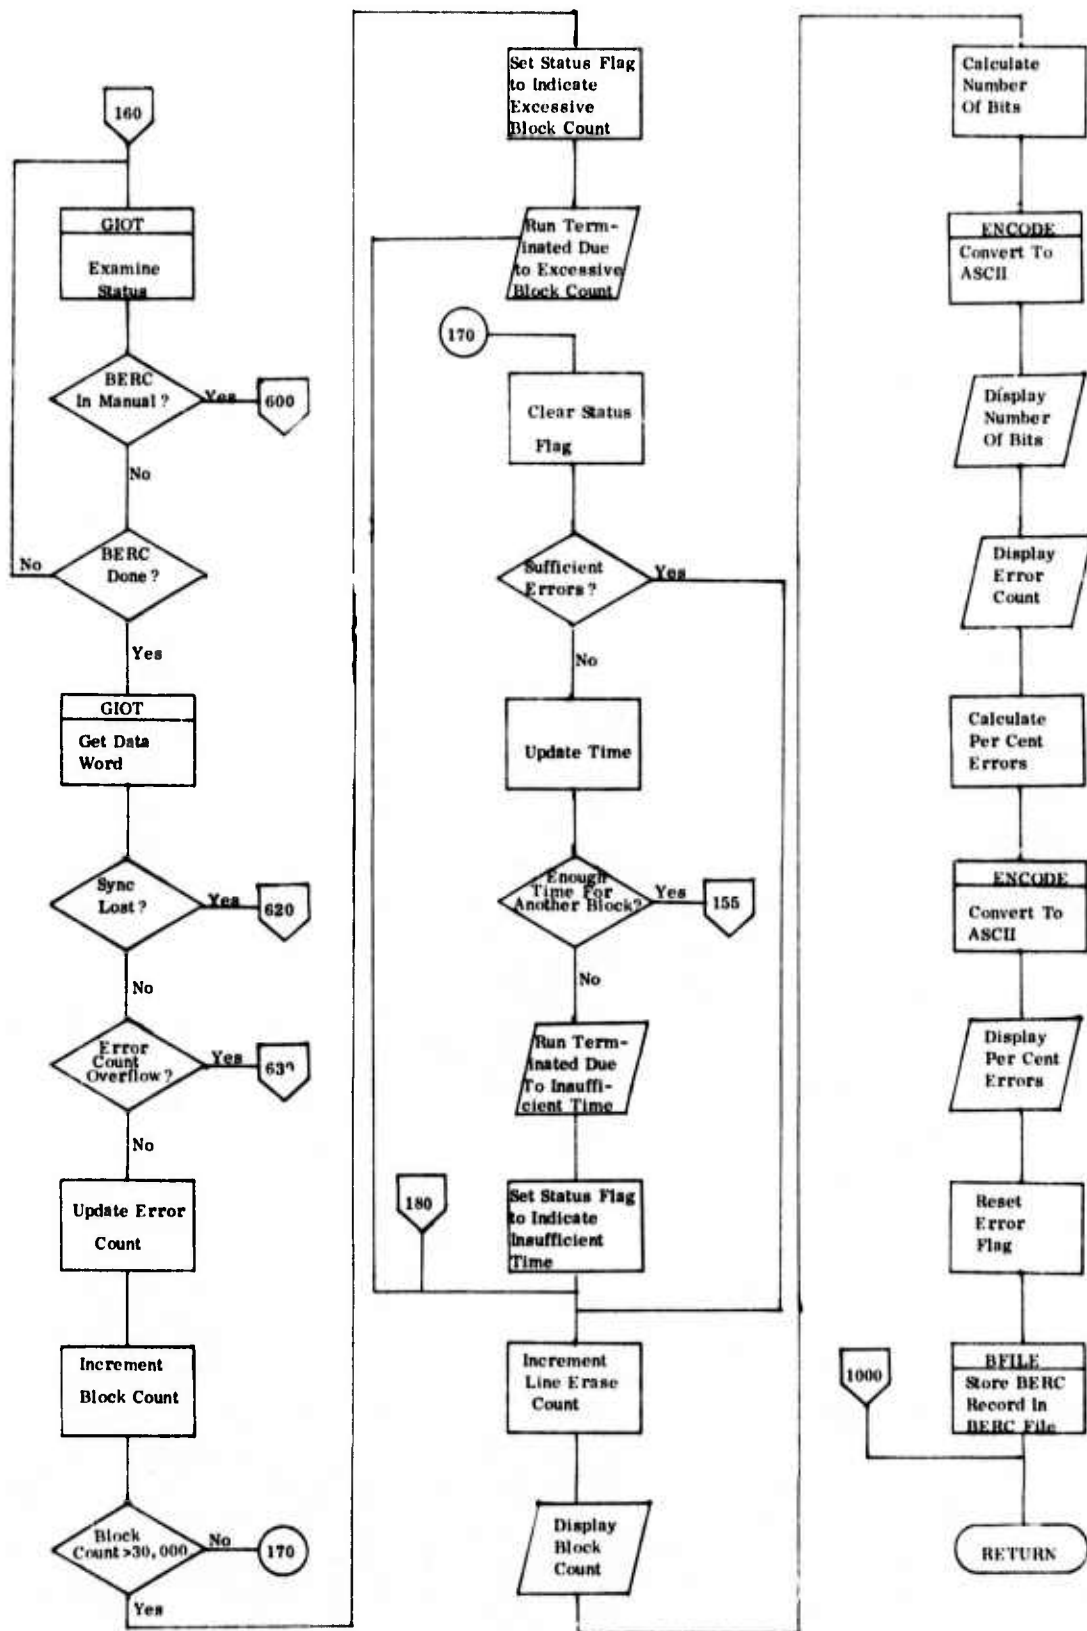 160
GIOT
Examine
Status
BERC
In Manual?
Yes
600
No
BERC
Done?
No
Yes
GIOT
Get Data
Word
Sync
Lost?
Yes
620
No
Error
Count
Overflow?
Yes
No
Update Error
Count
Increment
Block Count
Block
Count >30,000
No
170
Yes
Set Status Flag
to Indicate
Excessive
Block Count
Run Term-
inated Due
to Excessive
Block Count
170
Clear Status
Flag
Sufficient
Errors?
Yes
No
Update Time
Enough
Time For
Another Block?
Yes
155
No
Run Term-
inated Due
To Insuffi-
cient Time
180
Set Status Flag
to Indicate
Insufficient
Time
Increment
Line Erase
Count
Display
Block
Count
Calculate
Number
Of Bits
ENCODE
Convert To
ASCII
Display
Number
Of Bits
Display
Error
Count
Calculate
Per Cent
Errors
ENCODE
Convert To
ASCII
Display
Per Cent
Errors
Reset
Error
Flag
1000
BFILE
Store BERC
Record In
BERC File
RETURN